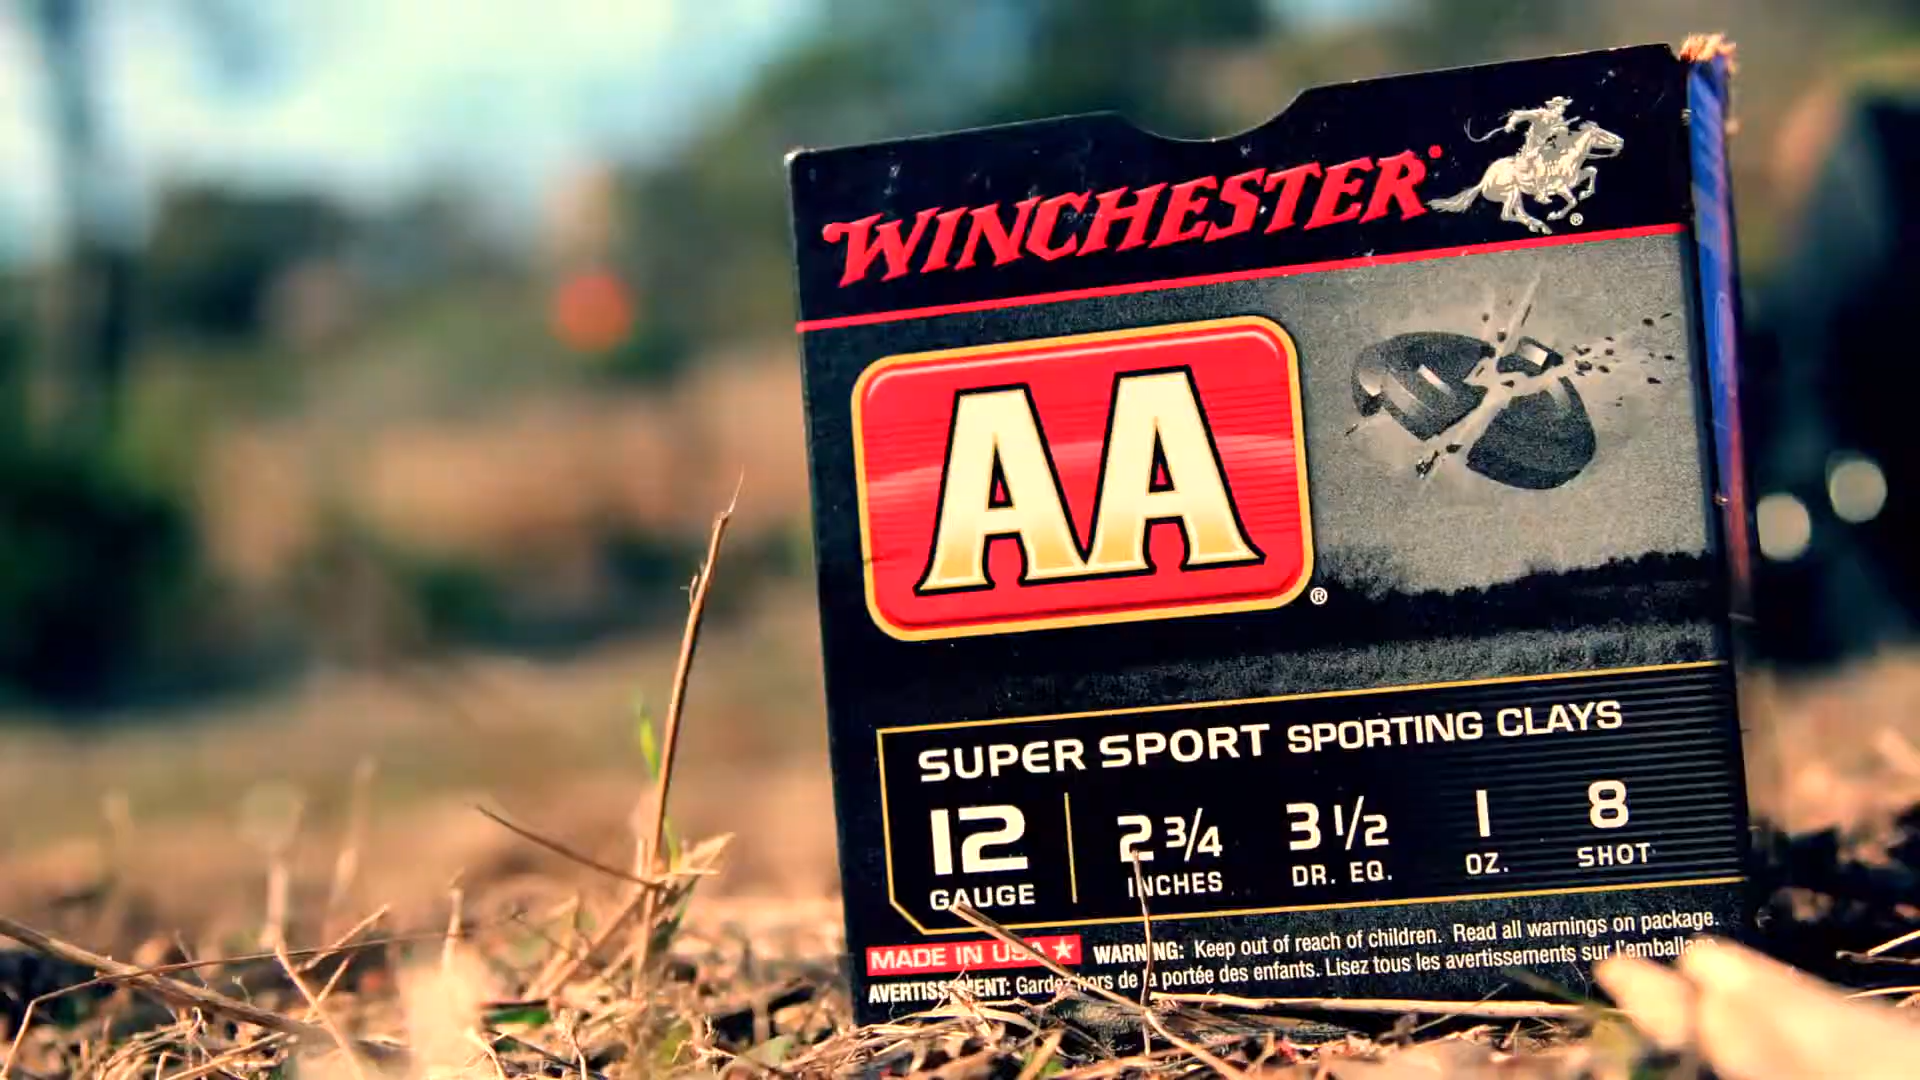 WINCHESTER
AA
®
SUPER SPORT SPORTING CLAYS
12 2 3/4 3 1/2 1 8
GAUGE INCHES DR. EQ. OZ. SHOT
MADE IN USA ★ WARNING: Keep out of reach of children. Read all warnings on package.
AVERTISSEMENT: Gardez hors de la portée des enfants. Lisez tous les avertissements sur l'emballage